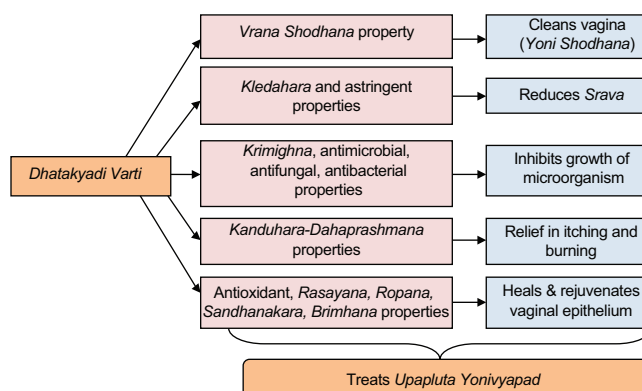 Vrana Shodhana property
Cleans vagina
(Yoni Shodhana)
Kledahara and astringent
properties
Reduces Srava
Dhatakyadi Varti
Krimighna, antimicrobial,
antifungal, antibacterial
properties
Inhibits growth of
microorganism
Kanduhara-Dahaprashmana
properties
Relief in itching and
burning
Antioxidant, Rasayana, Ropana,
Sandhanakara, Brimhana properties
Heals & rejuvenates
vaginal epithelium
Treats Upapluta Yonivyapad